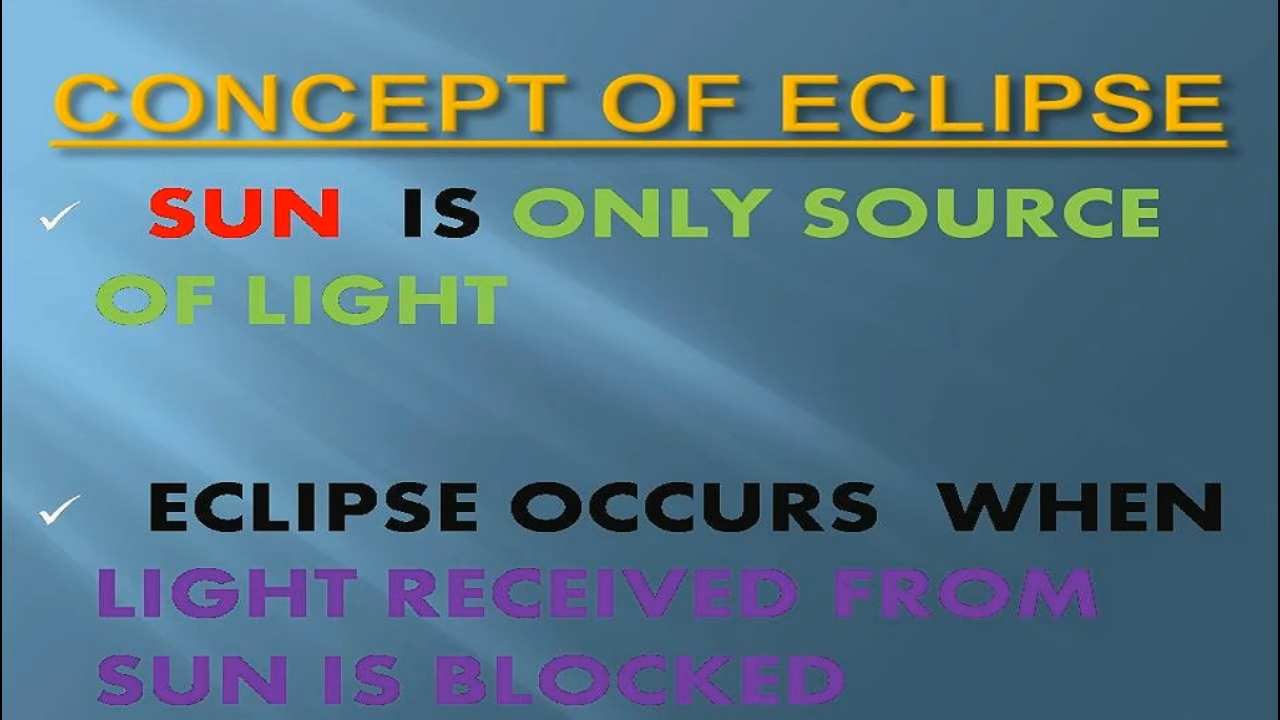 CONCEPT OF ECLIPSE
✓ SUN IS ONLY SOURCE
OF LIGHT
✓ ECLIPSE OCCURS WHEN
LIGHT RECEIVED FROM
SUN IS BLOCKED